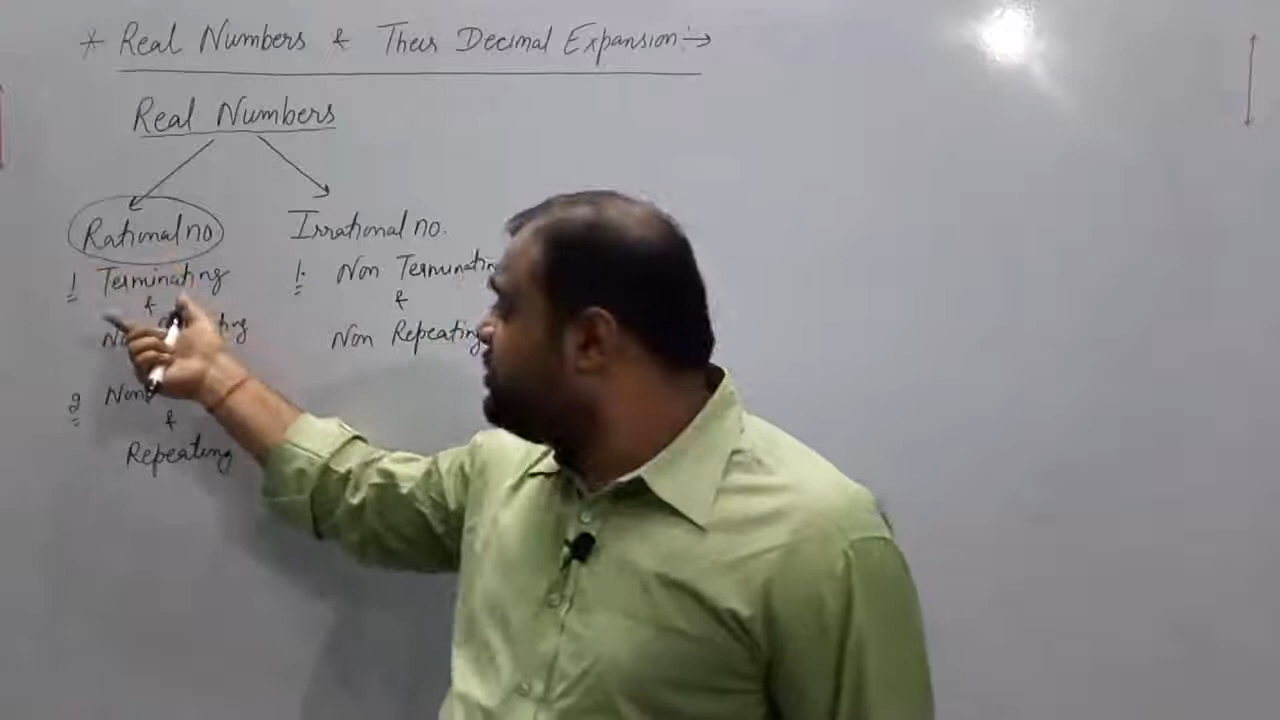 * Real Numbers & Their Decimal Expansion :→
Real Numbers
Rational no
Irrational no.
1 Terminating
&
2 Non
&
Repeating
1. Non Terminatin
&
Non Repeating